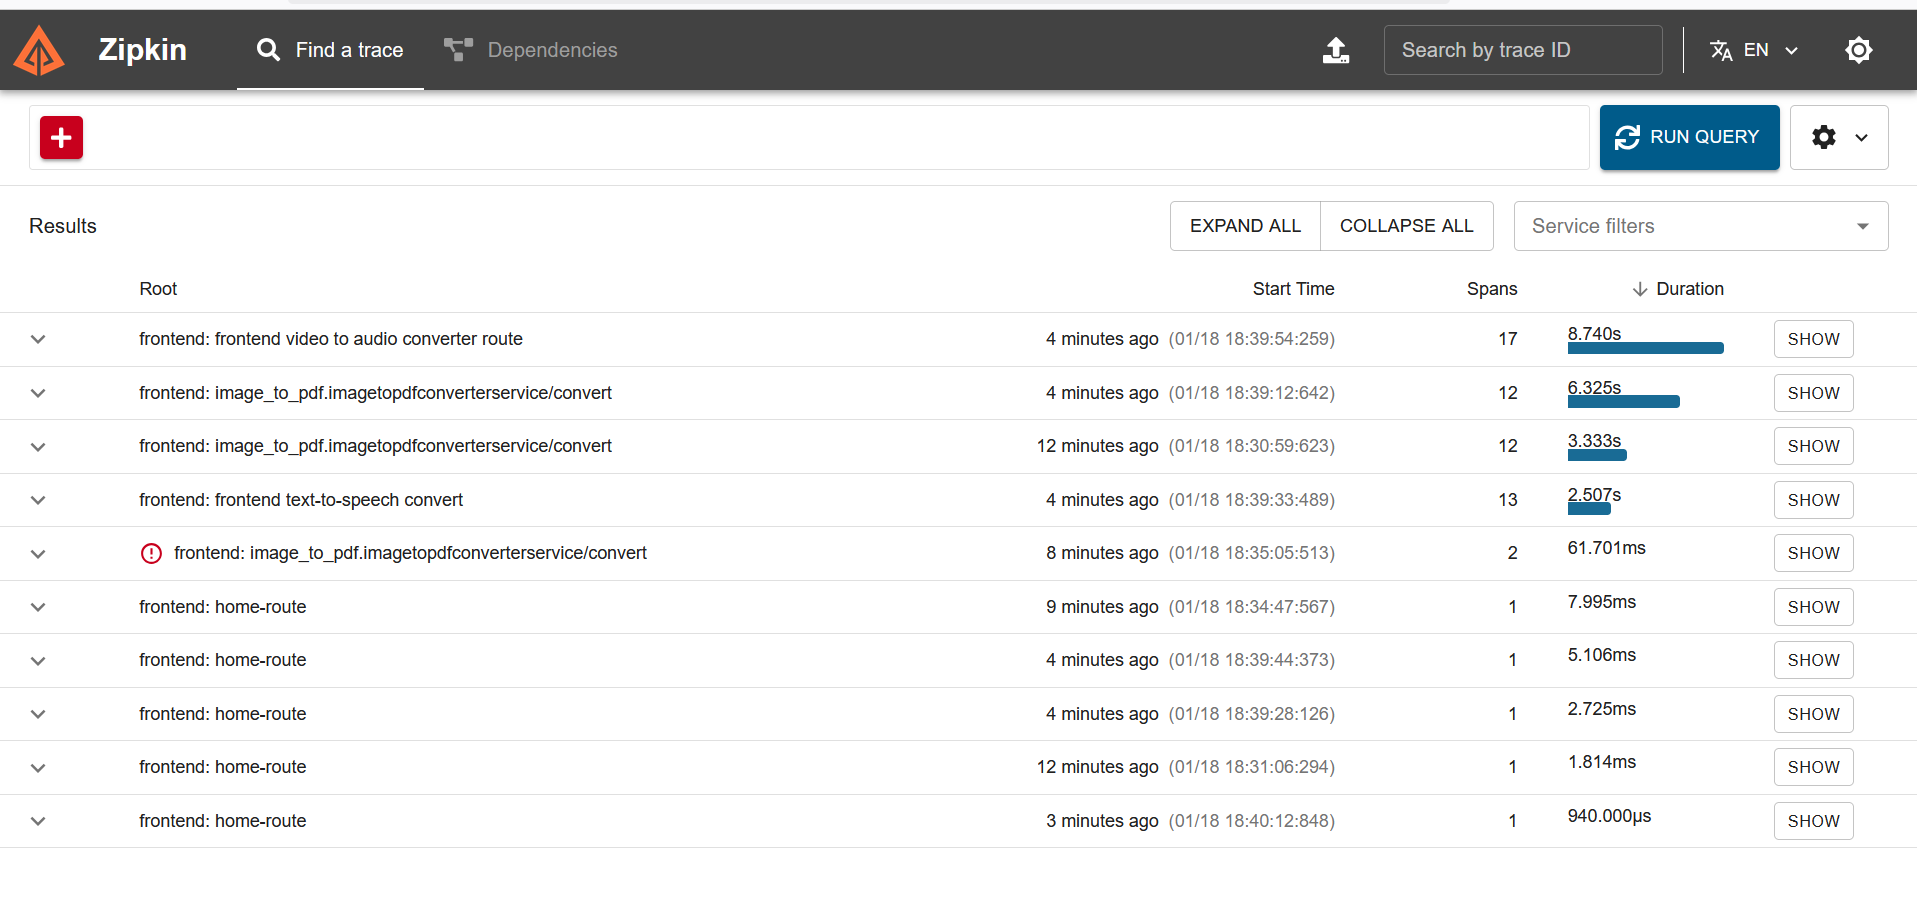 Zipkin Find a trace Dependencies Search by trace ID EN
RUN QUERY
Results EXPAND ALL COLLAPSE ALL Service filters
Root Start Time Spans Duration
frontend: frontend video to audio converter route 4 minutes ago (01/18 18:39:54:259) 17 8.740s SHOW
frontend: image_to_pdf.imagetopdfconverterservice/convert 4 minutes ago (01/18 18:39:12:642) 12 6.325s SHOW
frontend: image_to_pdf.imagetopdfconverterservice/convert 12 minutes ago (01/18 18:30:59:623) 12 3.333s SHOW
frontend: frontend text-to-speech convert 4 minutes ago (01/18 18:39:33:489) 13 2.507s SHOW
frontend: image_to_pdf.imagetopdfconverterservice/convert 8 minutes ago (01/18 18:35:05:513) 2 61.701ms SHOW
frontend: home-route 9 minutes ago (01/18 18:34:47:567) 1 7.995ms SHOW
frontend: home-route 4 minutes ago (01/18 18:39:44:373) 1 5.106ms SHOW
frontend: home-route 4 minutes ago (01/18 18:39:28:126) 1 2.725ms SHOW
frontend: home-route 12 minutes ago (01/18 18:31:06:294) 1 1.814ms SHOW
frontend: home-route 3 minutes ago (01/18 18:40:12:848) 1 940.000μs SHOW